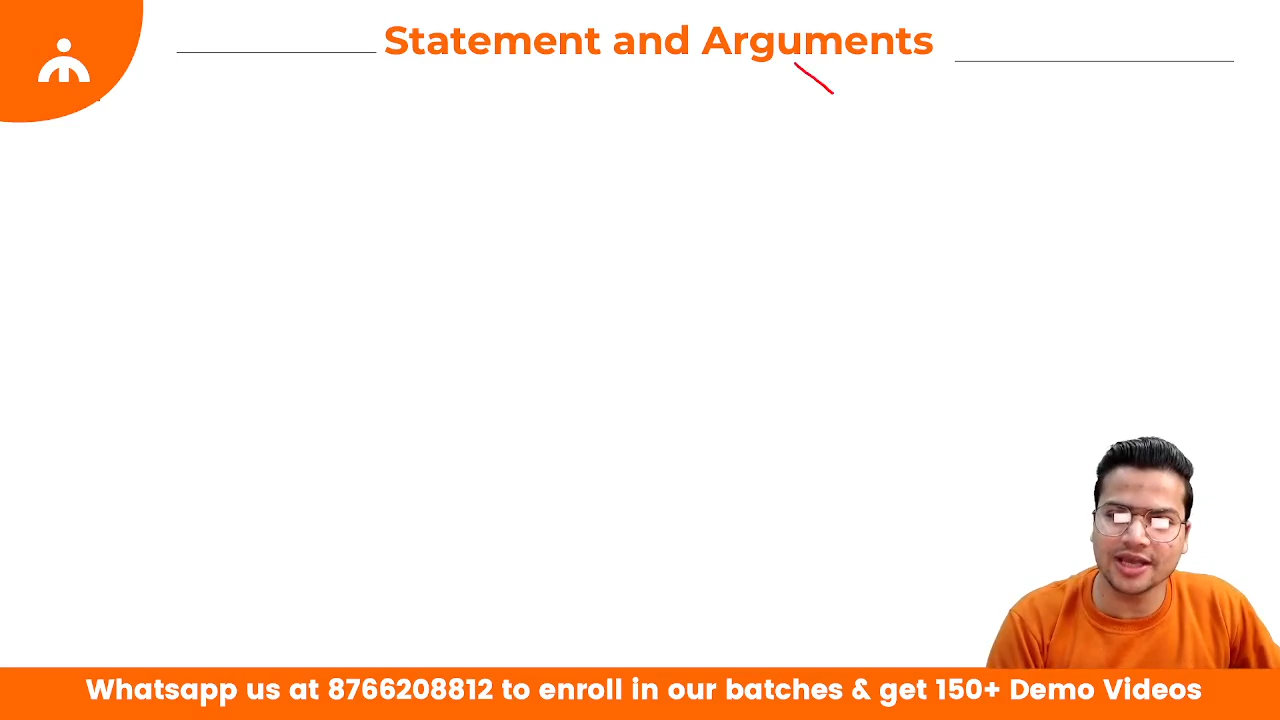 Statement and Arguments
Whatsapp us at 8766208812 to enroll in our batches & get 150+ Demo Videos